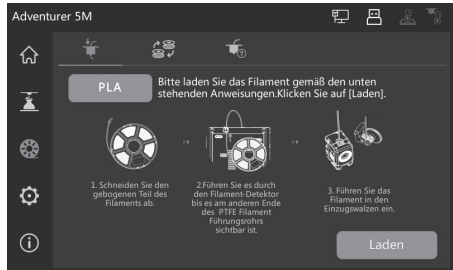 Adventurer 5M
PLA
Bitte laden Sie das Filament gemäß den unten
stehenden Anweisungen.Klicken Sie auf [Laden].
1. Schneiden Sie den
gebogenen Teil des
Filaments ab.
2.Führen Sie es durch
den Filament-Detektor
bis es am anderen Ende
des PTFE Filament
Führungsrohrs
sichtbar ist.
3. Führen Sie das
Filament in den
Einzugswalzen ein.
Laden